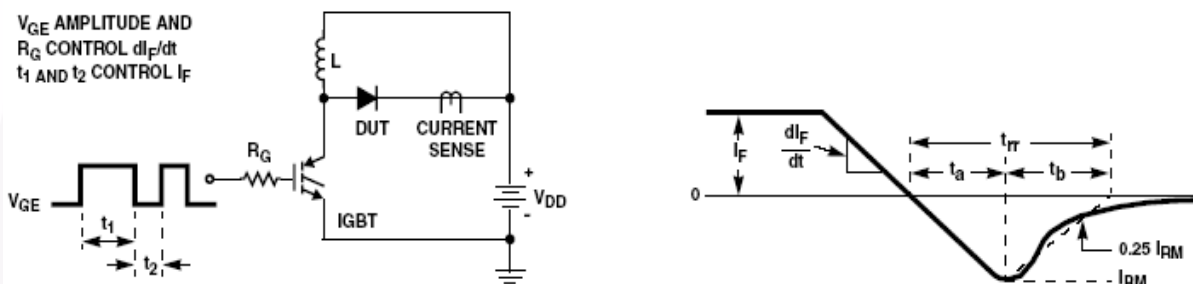 VGE AMPLITUDE AND
RG CONTROL dIF/dt
t1 AND t2 CONTROL IF
L
DUT
CURRENT
SENSE
RG
+
VDD
-
VGE
IGBT
t1
t2
IF
dIF
dt
trr
ta
tb
0
0.25 IRM
IRM